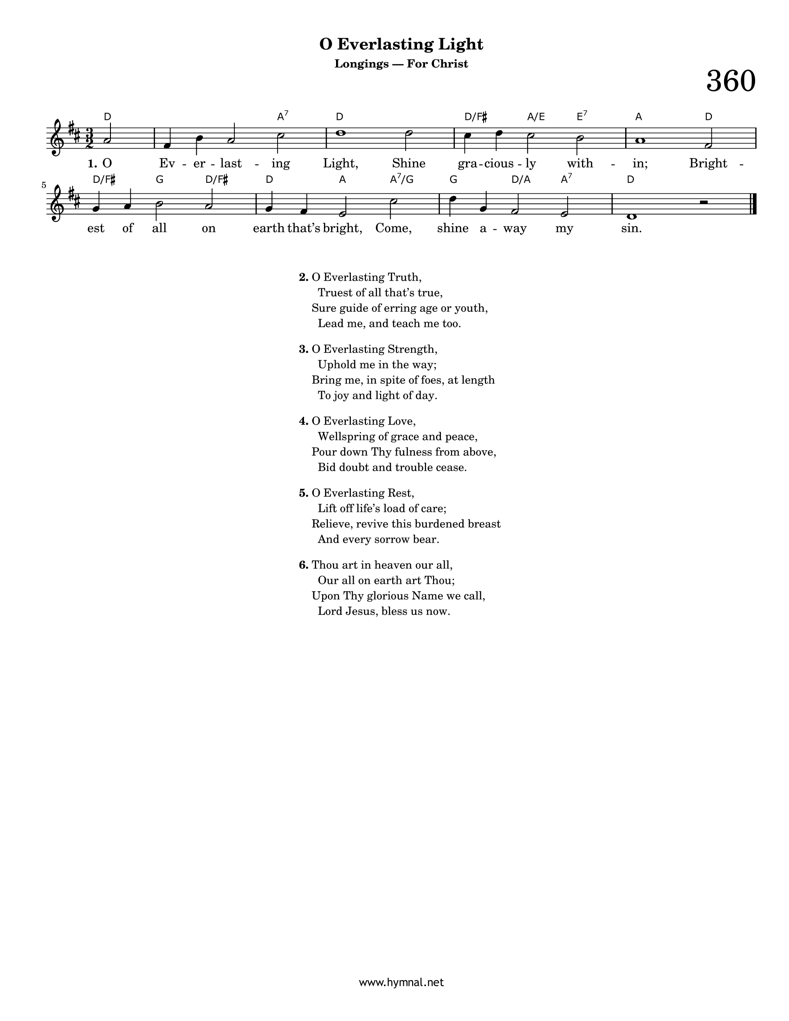 O Everlasting Light
Longings — For Christ
360
D A7 D D/F♯ A/E E7 A D
3
2
1. O Ev - er - last - ing Light, Shine gra - cious - ly with - in; Bright -
5
D/F♯ G D/F♯ D A A7/G G D/A A7 D
est of all on earth that's bright, Come, shine a - way my sin.
2. O Everlasting Truth,
Truest of all that's true,
Sure guide of erring age or youth,
Lead me, and teach me too.
3. O Everlasting Strength,
Uphold me in the way;
Bring me, in spite of foes, at length
To joy and light of day.
4. O Everlasting Love,
Wellspring of grace and peace,
Pour down Thy fulness from above,
Bid doubt and trouble cease.
5. O Everlasting Rest,
Lift off life's load of care;
Relieve, revive this burdened breast
And every sorrow bear.
6. Thou art in heaven our all,
Our all on earth art Thou;
Upon Thy glorious Name we call,
Lord Jesus, bless us now.
www.hymnal.net